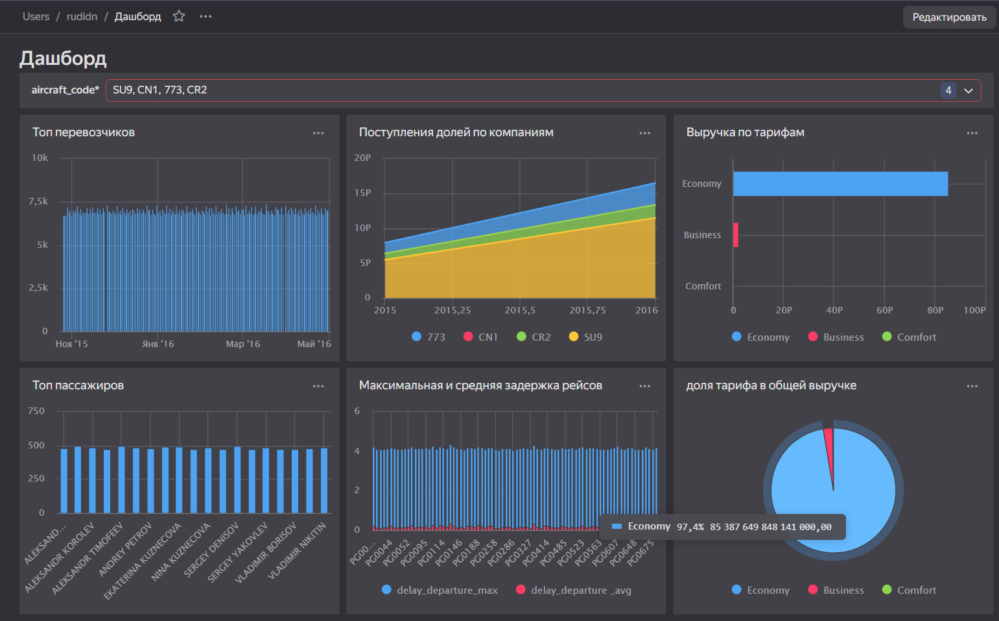 Users / rudidn / Дашборд
Редактировать
Дашборд
aircraft_code* SU9, CN1, 773, CR2 4
Топ перевозчиков
10k
7,5k
5k
2,5k
0
Ноя '15 Янв '16 Мар '16 Май '16
Поступления долей по компаниям
20P
15P
10P
5P
0
2015 2015,25 2015,5 2015,75 2016
773 CN1 CR2 SU9
Выручка по тарифам
Economy
Business
Comfort
0 20P 40P 60P 80P 100P
Economy Business Comfort
Топ пассажиров
750
500
250
0
ALEKSAND...
ALEKSANDR KOROLEV
ALEKSANDR TIMOFEEV
ANDREY PETROV
EKATERINA KUZNECOVA
NINA KUZNECOVA
SERGEY DENISOV
SERGEY YAKOVLEV
VLADIMIR BORISOV
VLADIMIR NIKITIN
Максимальная и средняя задержка рейсов
6
4
2
0
PG00...
PG0044
PG0052
PG0095
PG0114
PG0146
PG0188
PG0258
PG0286
PG0327
PG0414
PG0485
PG0523
PG0563
PG0607
PG0648
PG0675
delay_departure_max delay_departure _avg
доля тарифа в общей выручке
Economy 97,4% 85 387 649 848 141 000,00
Economy Business Comfort